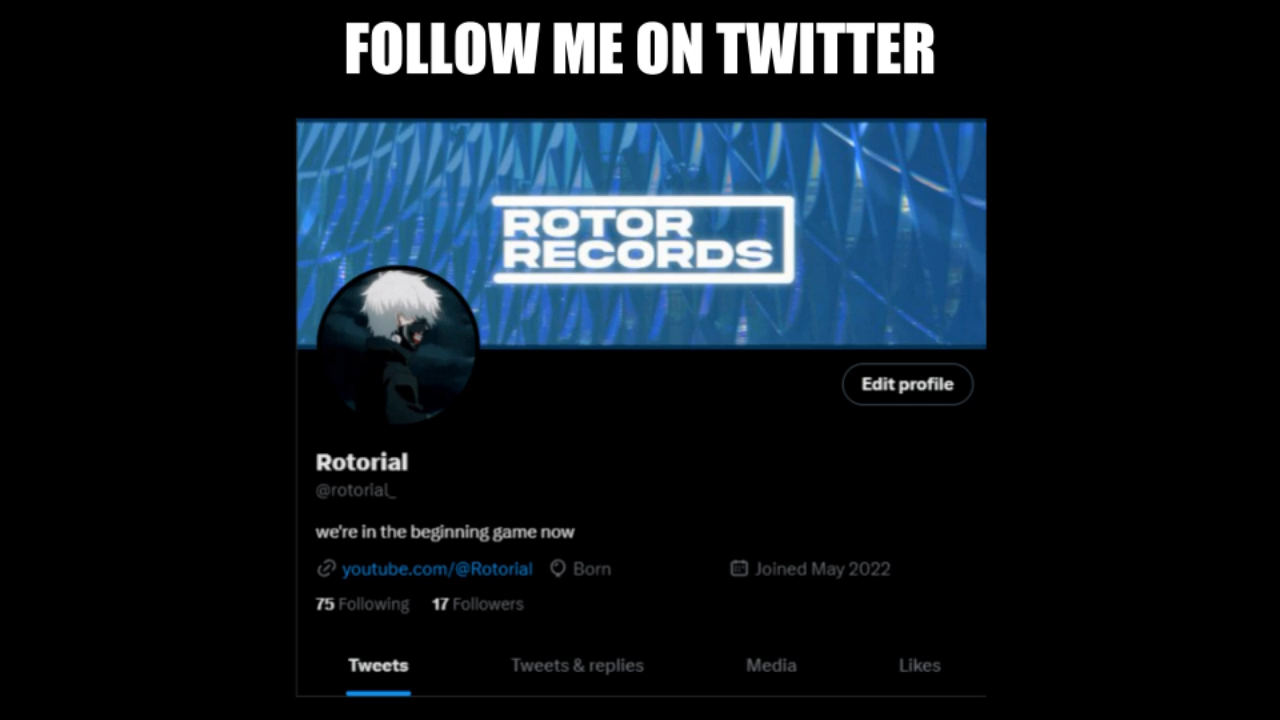 FOLLOW ME ON TWITTER
ROTOR
RECORDS
Edit profile
Rotorial
@rotorial_
we're in the beginning game now
youtube.com/@Rotorial Born Joined May 2022
75 Following 17 Followers
Tweets Tweets & replies Media Likes